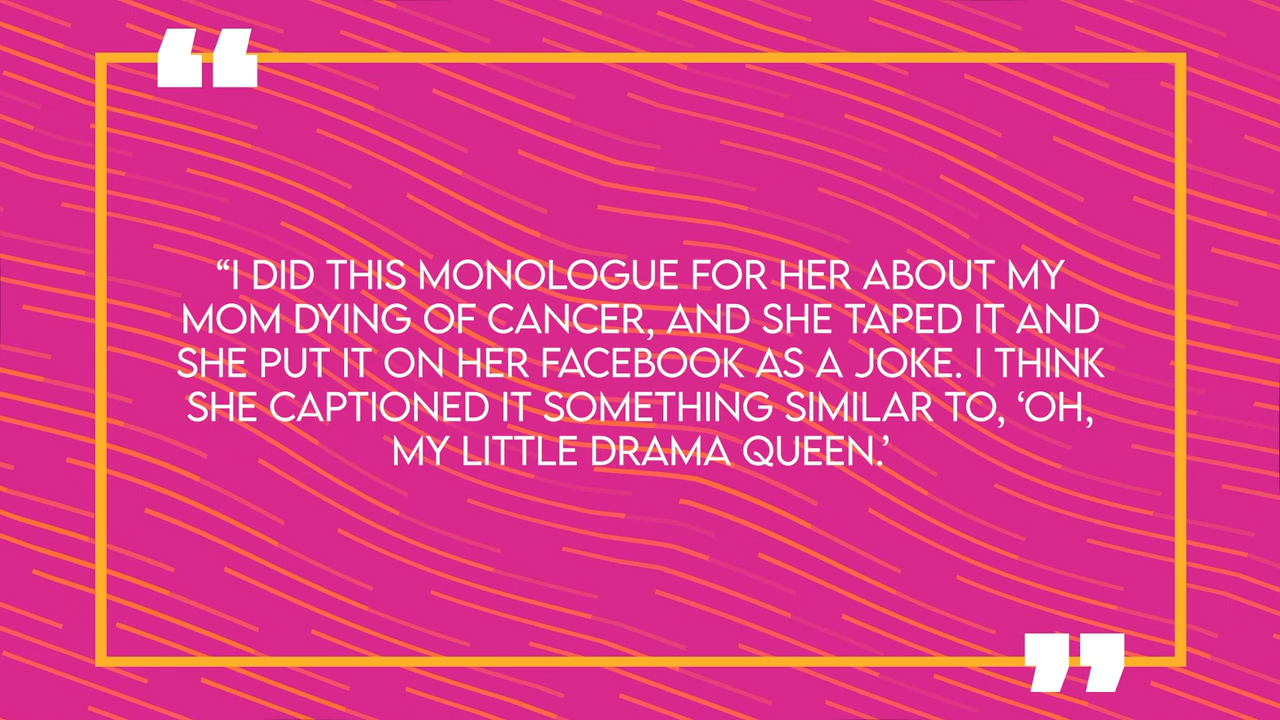 “I DID THIS MONOLOGUE FOR HER ABOUT MY
MOM DYING OF CANCER, AND SHE TAPED IT AND
SHE PUT IT ON HER FACEBOOK AS A JOKE. I THINK
SHE CAPTIONED IT SOMETHING SIMILAR TO, ‘OH,
MY LITTLE DRAMA QUEEN.’